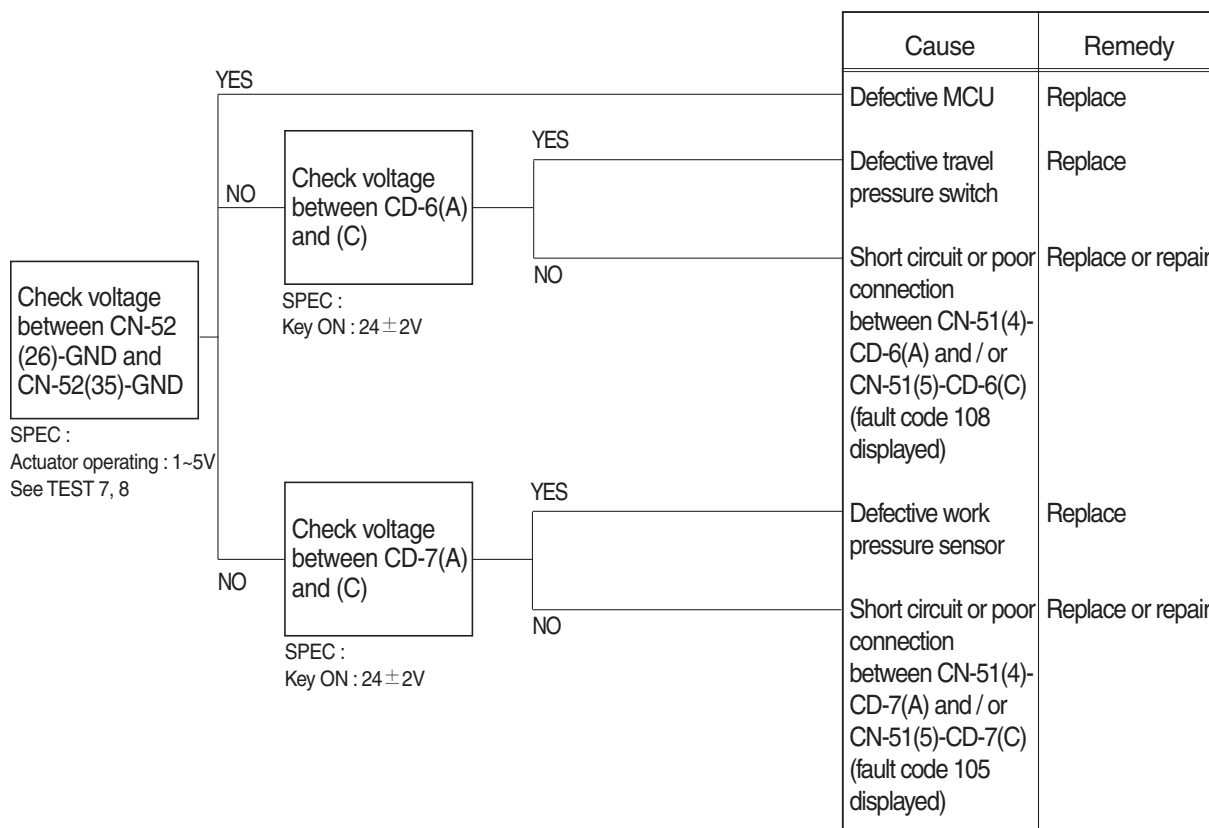 Cause
Remedy
YES
Defective MCU
Replace
NO
Check voltage
between CD-6(A)
and (C)
SPEC :
Key ON : 24±2V
YES
Defective travel
pressure switch
Replace
NO
Short circuit or poor
connection
between CN-51(4)-
CD-6(A) and / or
CN-51(5)-CD-6(C)
(fault code 108
displayed)
Replace or repair
Check voltage
between CN-52
(26)-GND and
CN-52(35)-GND
SPEC :
Actuator operating : 1~5V
See TEST 7, 8
NO
Check voltage
between CD-7(A)
and (C)
SPEC :
Key ON : 24±2V
YES
Defective work
pressure sensor
Replace
NO
Short circuit or poor
connection
between CN-51(4)-
CD-7(A) and / or
CN-51(5)-CD-7(C)
(fault code 105
displayed)
Replace or repair